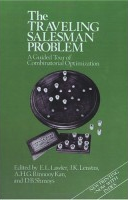 The
TRAVELING
SALESMAN
PROBLEM
A Guided Tour of
Combinatorial Optimization
Edited by E. L. Lawler, J.K. Lenstra,
A.H.G. Rinnooy Kan,
and D.B. Shmoys